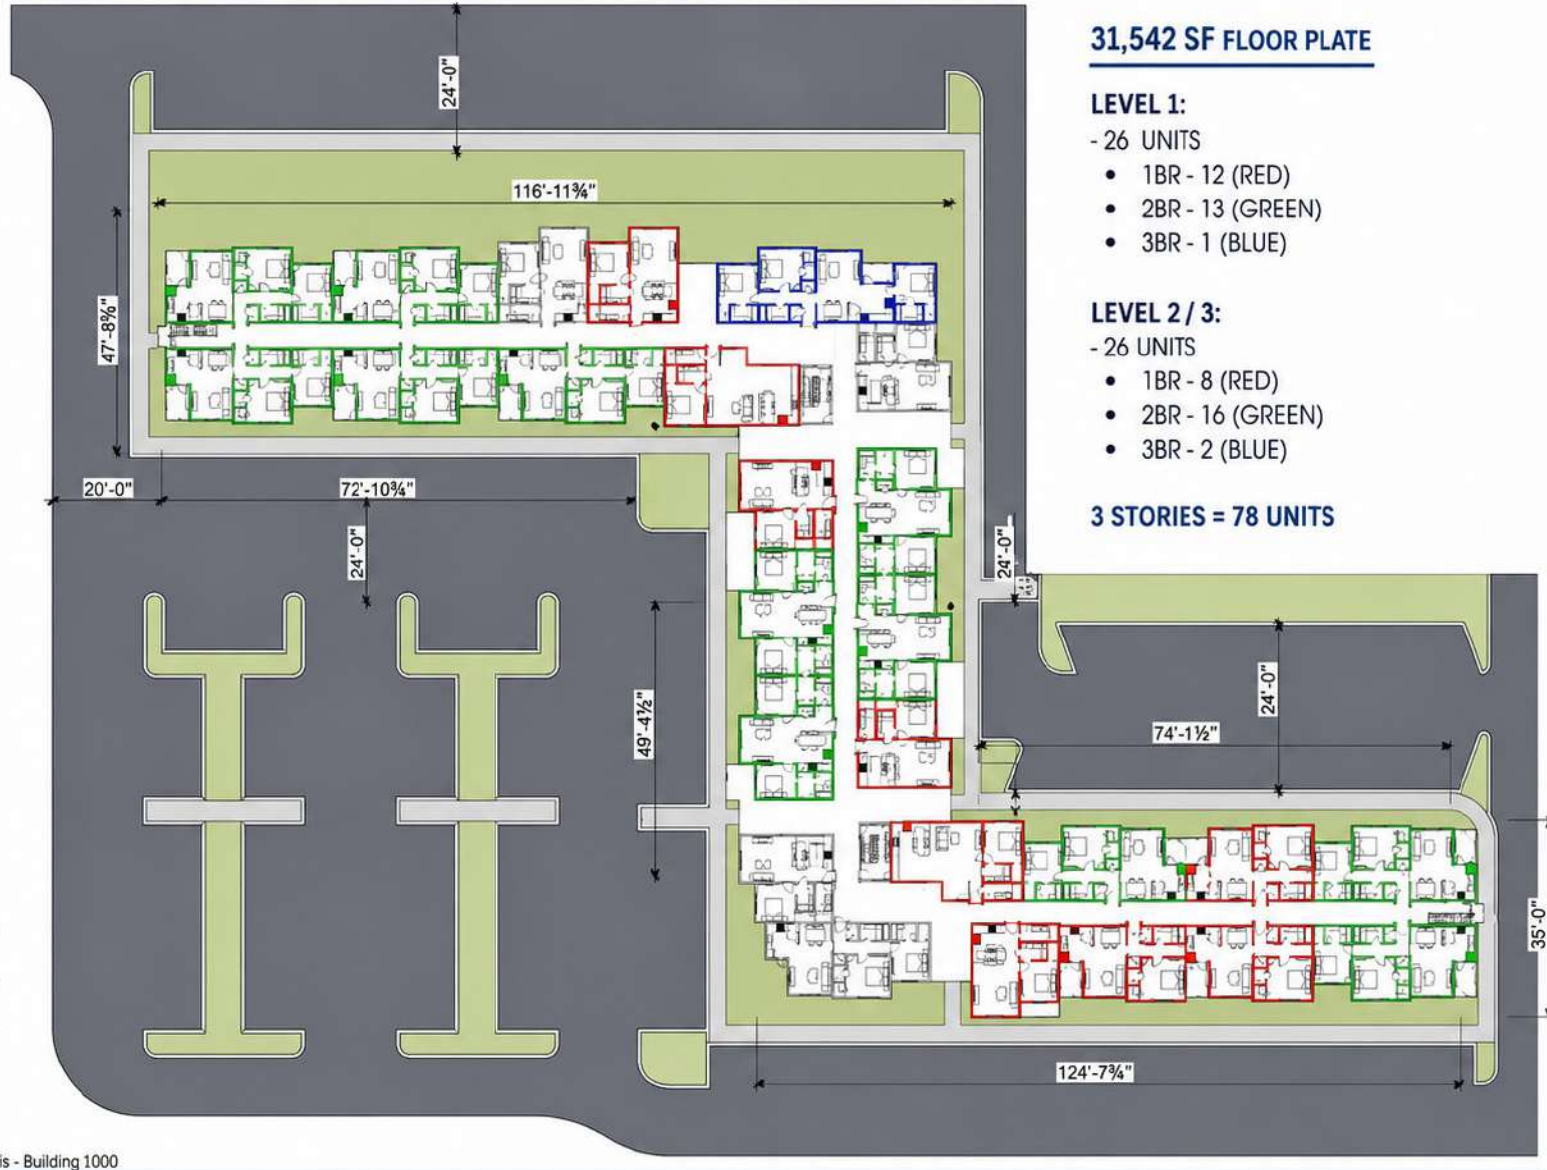 31,542 SF FLOOR PLATE
LEVEL 1:
- 26 UNITS
• 1BR - 12 (RED)
• 2BR - 13 (GREEN)
• 3BR - 1 (BLUE)
LEVEL 2 / 3:
- 26 UNITS
• 1BR - 8 (RED)
• 2BR - 16 (GREEN)
• 3BR - 2 (BLUE)
3 STORIES = 78 UNITS
24'-0"
116'-11¾"
47'-8⅝"
20'-0"
72'-10¾"
24'-0"
24'-0"
49'-4½"
24'-0"
74'-1½"
35'-0"
124'-7¾"
is - Building 1000